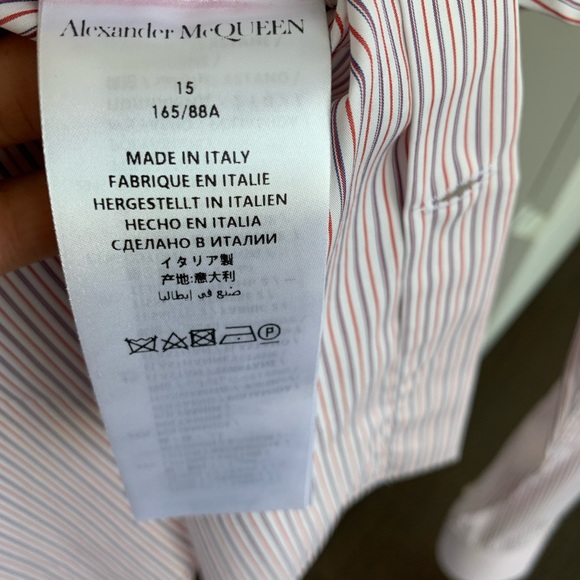 Alexander McQUEEN
15
165/88A
MADE IN ITALY
FABRIQUE EN ITALIE
HERGESTELLT IN ITALIEN
HECHO EN ITALIA
СДЕЛАНО В ИТАЛИИ
イタリア製
产地:意大利
صنع في إيطاليا
P